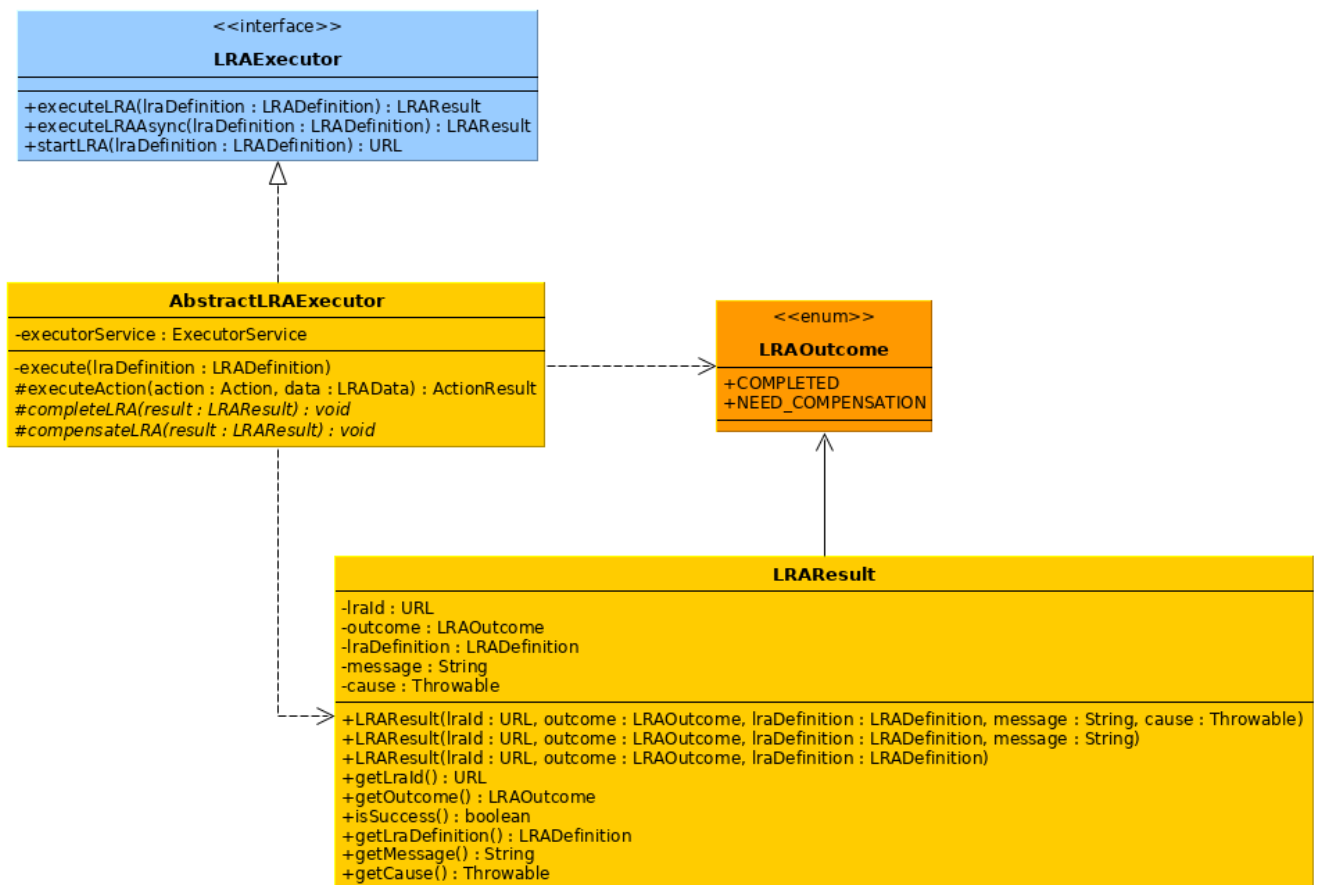 <<interface>>
LRAExecutor
+executeLRA(lraDefinition : LRADefinition) : LRAResult
+executeLRAAsync(lraDefinition : LRADefinition) : LRAResult
+startLRA(lraDefinition : LRADefinition) : URL
AbstractLRAExecutor
-executorService : ExecutorService
-execute(lraDefinition : LRADefinition)
#executeAction(action : Action, data : LRAData) : ActionResult
#completeLRA(result : LRAResult) : void
#compensateLRA(result : LRAResult) : void
<<enum>>
LRAOutcome
+COMPLETED
+NEED_COMPENSATION
LRAResult
-lraId : URL
-outcome : LRAOutcome
-lraDefinition : LRADefinition
-message : String
-cause : Throwable
+LRAResult(lraId : URL, outcome : LRAOutcome, lraDefinition : LRADefinition, message : String, cause : Throwable)
+LRAResult(lraId : URL, outcome : LRAOutcome, lraDefinition : LRADefinition, message : String)
+LRAResult(lraId : URL, outcome : LRAOutcome, lraDefinition : LRADefinition)
+getLraId() : URL
+getOutcome() : LRAOutcome
+isSuccess() : boolean
+getLraDefinition() : LRADefinition
+getMessage() : String
+getCause() : Throwable